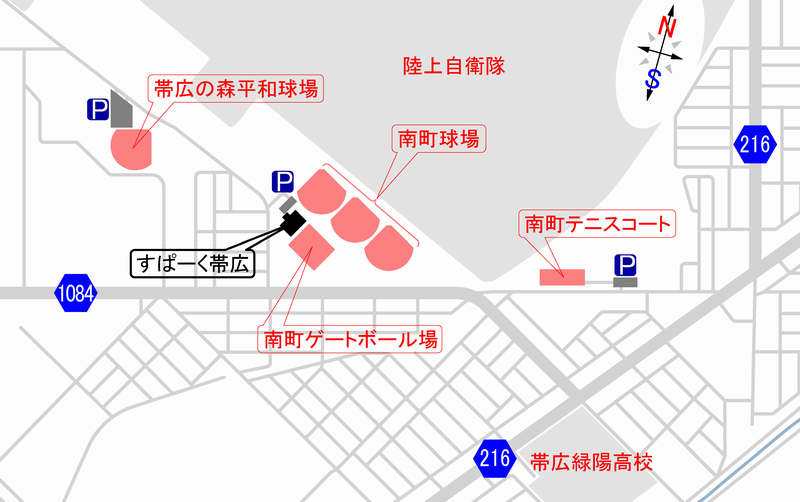 N
S
陸上自衛隊
帯広の森平和球場
P
南町球場
216
P
南町テニスコート
すぱーく帯広
P
1084
南町ゲートボール場
216
帯広緑陽高校